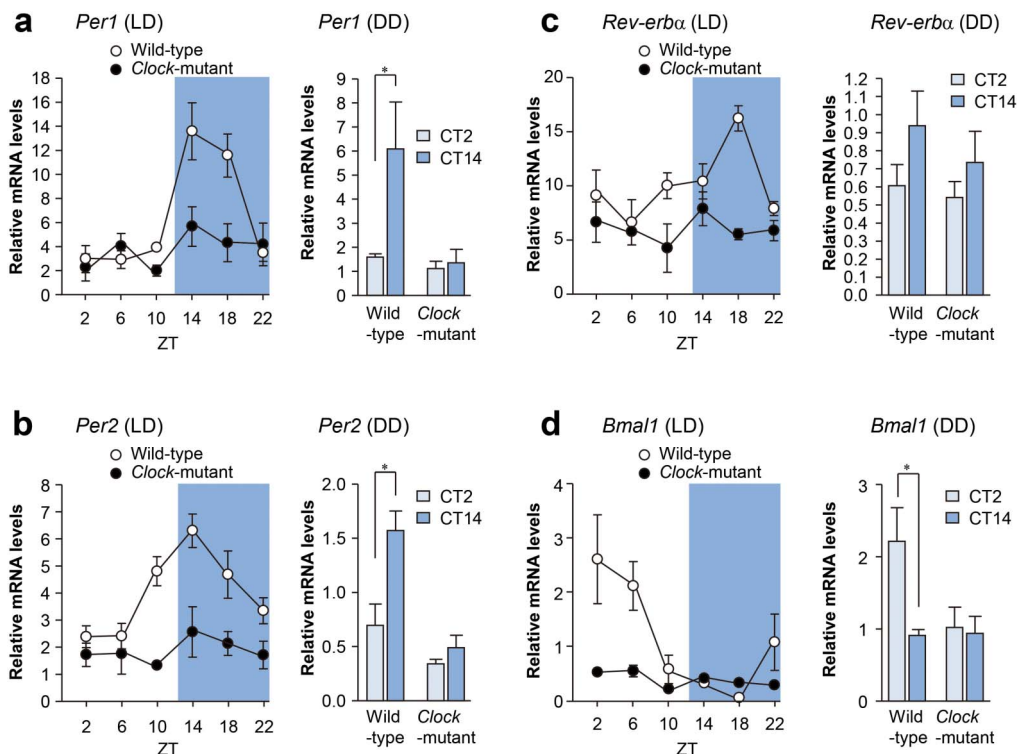 a
Per1 (LD)
Wild-type
Clock-mutant
Relative mRNA levels
18
16
14
12
10
8
6
4
2
0
2 6 10 14 18 22
ZT
Per1 (DD)
*
CT2
CT14
Relative mRNA levels
9
8
7
6
5
4
3
2
1
0
Wild Clock
-type -mutant
c
Rev-erbα (LD)
Wild-type
Clock-mutant
Relative mRNA levels
20
15
10
5
0
2 6 10 14 18 22
ZT
Rev-erbα (DD)
CT2
CT14
Relative mRNA levels
1.2
1.1
1.0
0.9
0.8
0.7
0.6
0.5
0.4
0.3
0.2
0.1
0.0
Wild Clock
-type -mutant
b
Per2 (LD)
Wild-type
Clock-mutant
Relative mRNA levels
8
7
6
5
4
3
2
1
0
2 6 10 14 18 22
ZT
Per2 (DD)
*
CT2
CT14
Relative mRNA levels
2.0
1.5
1.0
0.5
0.0
Wild Clock
-type -mutant
d
Bmal1 (LD)
Wild-type
Clock-mutant
Relative mRNA levels
4
3
2
1
0
2 6 10 14 18 22
ZT
Bmal1 (DD)
*
CT2
CT14
Relative mRNA levels
3
2
1
0
Wild Clock
-type -mutant